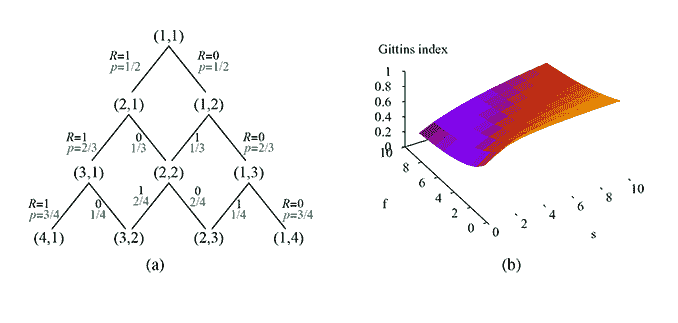 (1,1)
R=1
p=1/2
R=0
p=1/2
(2,1)
(1,2)
R=1
p=2/3
0
1/3
1
1/3
R=0
p=2/3
(3,1)
(2,2)
(1,3)
R=1
p=3/4
0
1/4
1
2/4
0
2/4
1
1/4
R=0
p=3/4
(4,1)
(3,2)
(2,3)
(1,4)
(a)
Gittins index
1
0.8
0.6
0.4
0.2
0
10
8
6
4
2
0
f
0
2
4
6
8
10
s
(b)